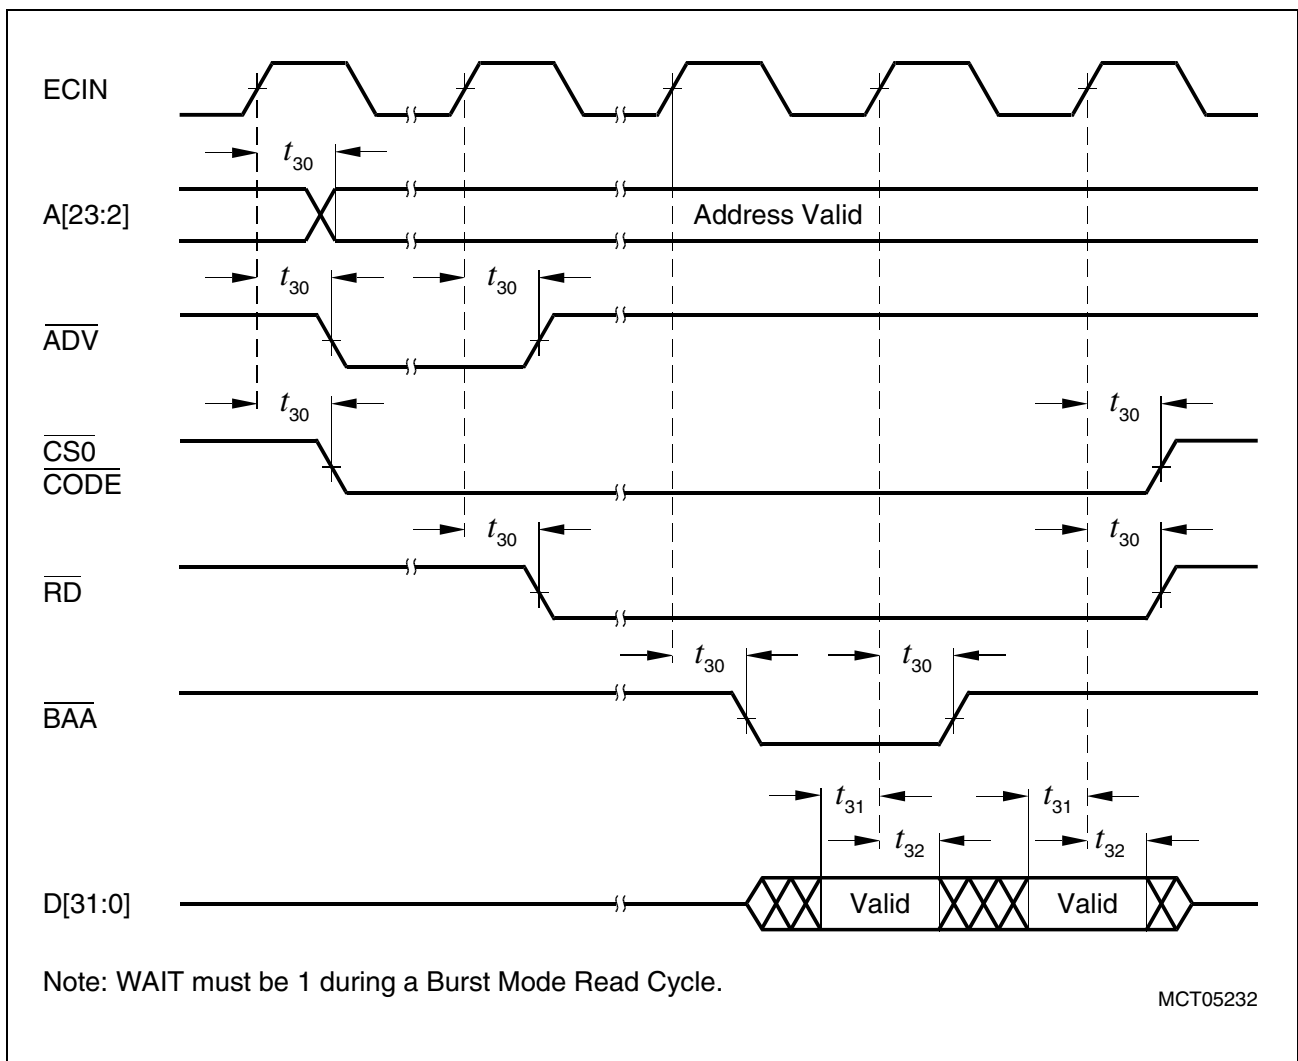 ECIN
t30
A[23:2]
Address Valid
t30 t30
ADV
t30 t30
CS0
CODE
t30 t30
RD
t30 t30
BAA
t31 t31
t32 t32
D[31:0] Valid Valid
Note: WAIT must be 1 during a Burst Mode Read Cycle.
MCT05232